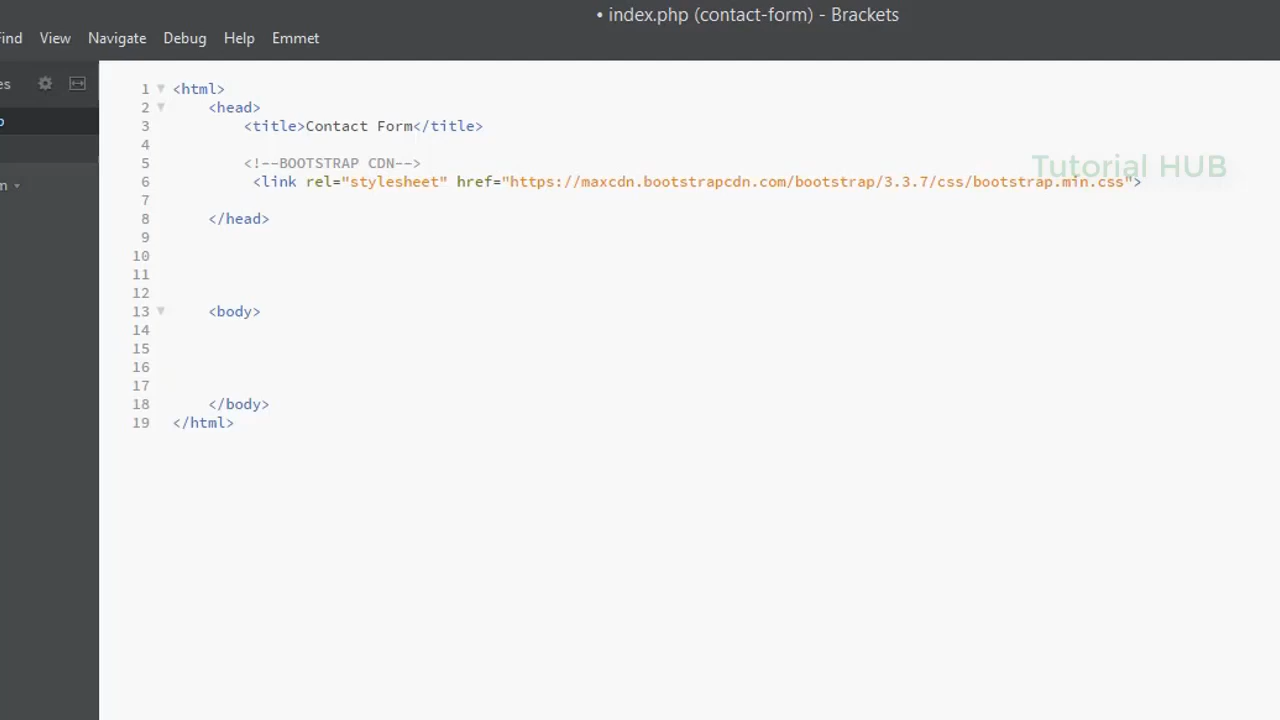 • index.php (contact-form) - Brackets
Find View Navigate Debug Help Emmet
1 <html>
2 <head>
3 <title>Contact Form</title>
4
5 <!--BOOTSTRAP CDN-->
Tutorial HUB
6 <link rel="stylesheet" href="https://maxcdn.bootstrapcdn.com/bootstrap/3.3.7/css/bootstrap.min.css">
7
8 </head>
9
10
11
12
13 <body>
14
15
16
17
18 </body>
19 </html>